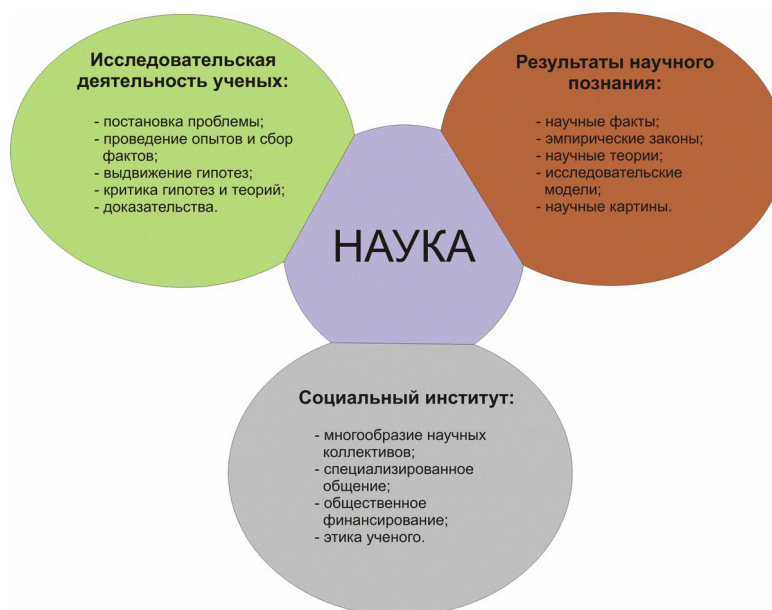 Исследовательская
деятельность ученых:
- постановка проблемы;
- проведение опытов и сбор
фактов;
- выдвижение гипотез;
- критика гипотез и теорий;
- доказательства.
Результаты научного
познания:
- научные факты;
- эмпирические законы;
- научные теории;
- исследовательские
модели;
- научные картины.
НАУКА
Социальный институт:
- многообразие научных
коллективов;
- специализированное
общение;
- общественное
финансирование;
- этика ученого.